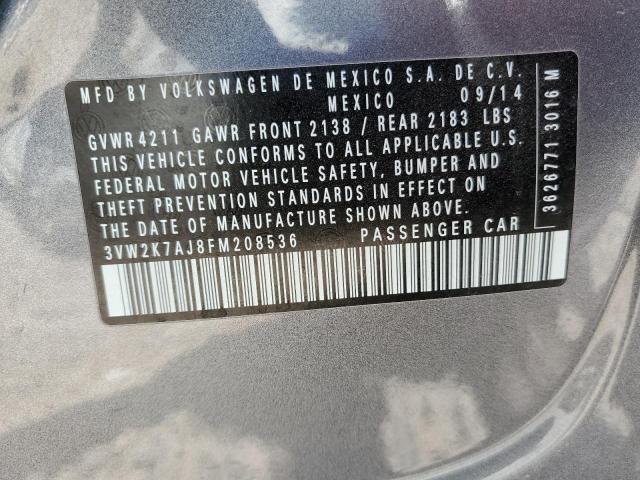 MFD BY VOLKSWAGEN DE MEXICO S.A. DE C.V.
MEXICO 09/14
GVWR 4211 GAWR FRONT 2138 / REAR 2183 LBS
THIS VEHICLE CONFORMS TO ALL APPLICABLE U.S.
FEDERAL MOTOR VEHICLE SAFETY, BUMPER AND
THEFT PREVENTION STANDARDS IN EFFECT ON
THE DATE OF MANUFACTURE SHOWN ABOVE.
3VW2K7AJ8FM208536 PASSENGER CAR
3626771 3016 M